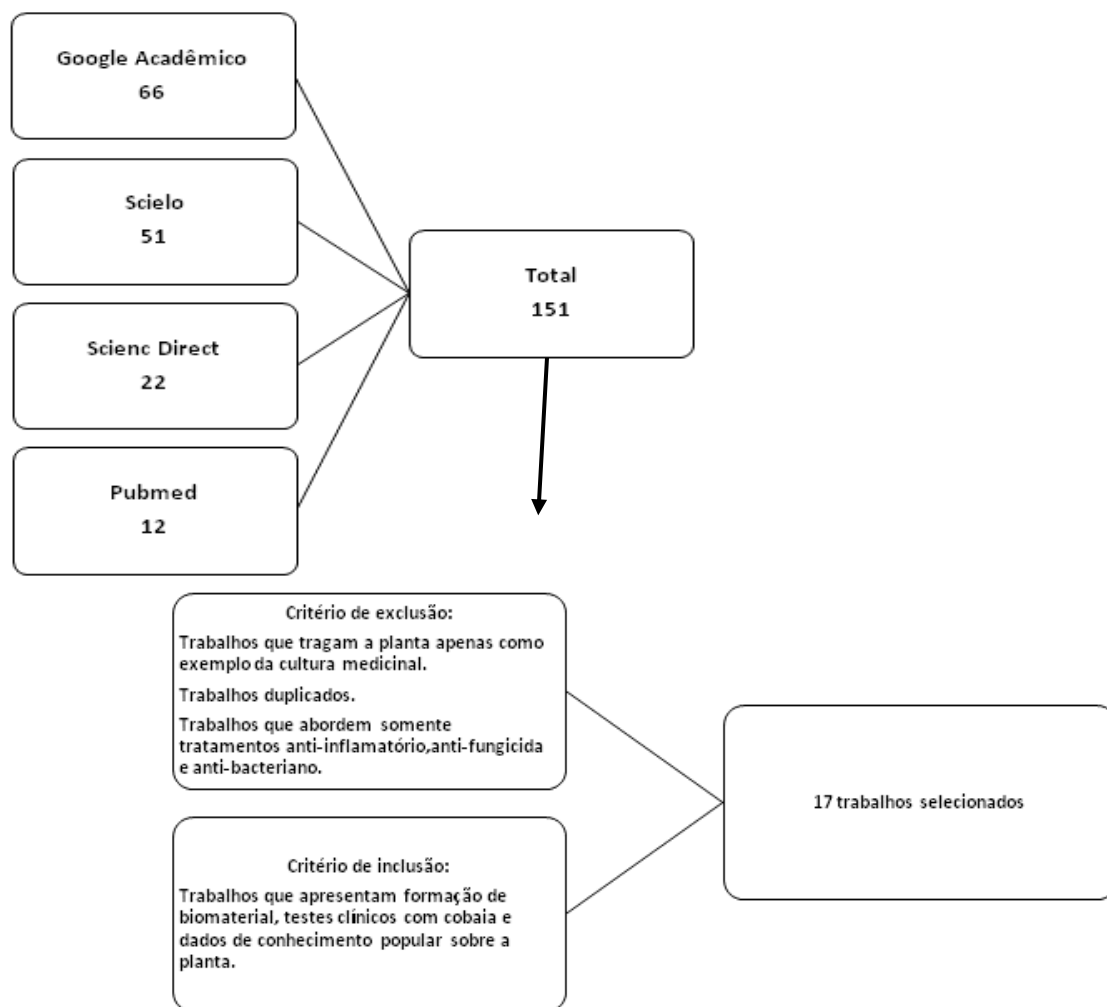 Google Acadêmico
66
Scielo
51
Scienc Direct
22
Pubmed
12
Total
151
Critério de exclusão:
Trabalhos que tragam a planta apenas como
exemplo da cultura medicinal.
Trabalhos duplicados.
Trabalhos que abordem somente
tratamentos anti-inflamatório,anti-fungicida
e anti-bacteriano.
Critério de inclusão:
Trabalhos que apresentam formação de
biomaterial, testes clínicos com cobaia e
dados de conhecimento popular sobre a
planta.
17 trabalhos selecionados